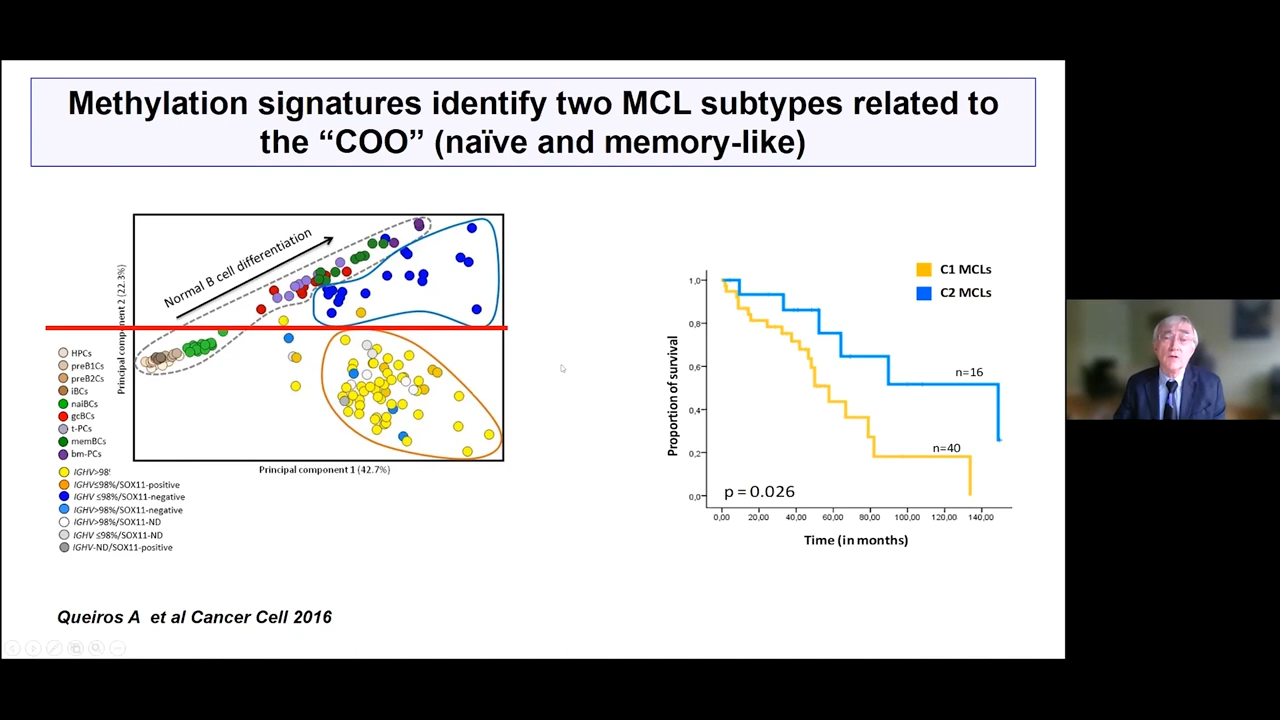 Methylation signatures identify two MCL subtypes related to
the “COO” (naïve and memory-like)
Normal B cell differentiation
Principal component 2 (22.3%)
HPCs
preB1Cs
preB2Cs
iBCs
naiBCs
gcBCs
t-PCs
memBCs
bm-PCs
IGHV>98
IGHV≤98%/SOX11-positive
IGHV ≤98%/SOX11-negative
IGHV>98%/SOX11-negative
IGHV>98%/SOX11-ND
IGHV ≤98%/SOX11-ND
IGHV-ND/SOX11-positive
Principal component 1 (42.7%)
C1 MCLs
C2 MCLs
Proportion of survival
1,0
0,8
0,6
0,4
0,2
0,0
n=16
n=40
p = 0.026
0,00 20,00 40,00 60,00 80,00 100,00 120,00 140,00
Time (in months)
Queiros A et al Cancer Cell 2016